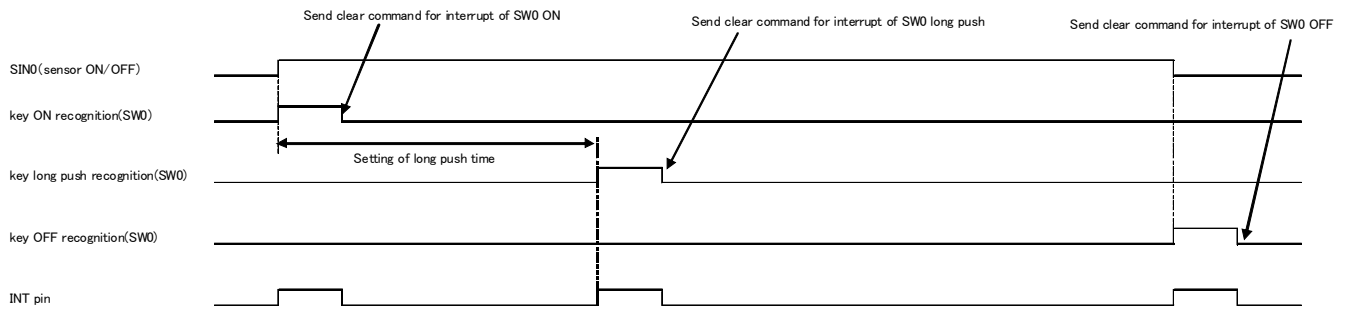 Send clear command for interrupt of SW0 ON
Send clear command for interrupt of SW0 long push
Send clear command for interrupt of SW0 OFF
SIN0(sensor ON/OFF)
key ON recognition(SW0)
Setting of long push time
key long push recognition(SW0)
key OFF recognition(SW0)
INT pin